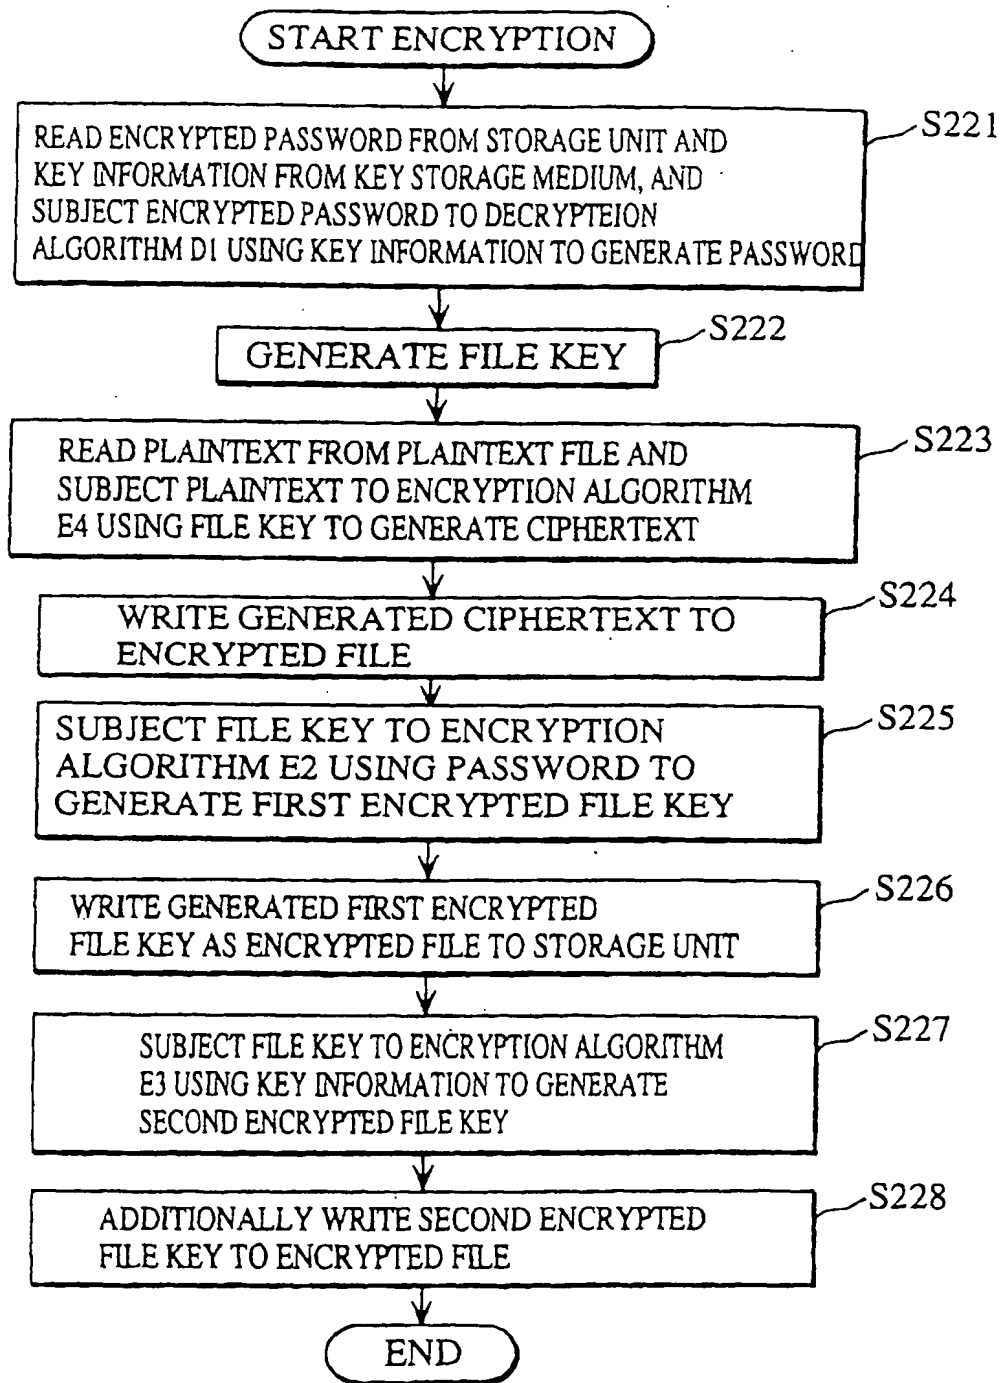 START ENCRYPTION
S221
READ ENCRYPTED PASSWORD FROM STORAGE UNIT AND
KEY INFORMATION FROM KEY STORAGE MEDIUM, AND
SUBJECT ENCRYPTED PASSWORD TO DECRYPTEION
ALGORITHM D1 USING KEY INFORMATION TO GENERATE PASSWORD
S222
GENERATE FILE KEY
S223
READ PLAINTEXT FROM PLAINTEXT FILE AND
SUBJECT PLAINTEXT TO ENCRYPTION ALGORITHM
E4 USING FILE KEY TO GENERATE CIPHERTEXT
S224
WRITE GENERATED CIPHERTEXT TO
ENCRYPTED FILE
S225
SUBJECT FILE KEY TO ENCRYPTION
ALGORITHM E2 USING PASSWORD TO
GENERATE FIRST ENCRYPTED FILE KEY
S226
WRITE GENERATED FIRST ENCRYPTED
FILE KEY AS ENCRYPTED FILE TO STORAGE UNIT
S227
SUBJECT FILE KEY TO ENCRYPTION ALGORITHM
E3 USING KEY INFORMATION TO GENERATE
SECOND ENCRYPTED FILE KEY
S228
ADDITIONALLY WRITE SECOND ENCRYPTED
FILE KEY TO ENCRYPTED FILE
END